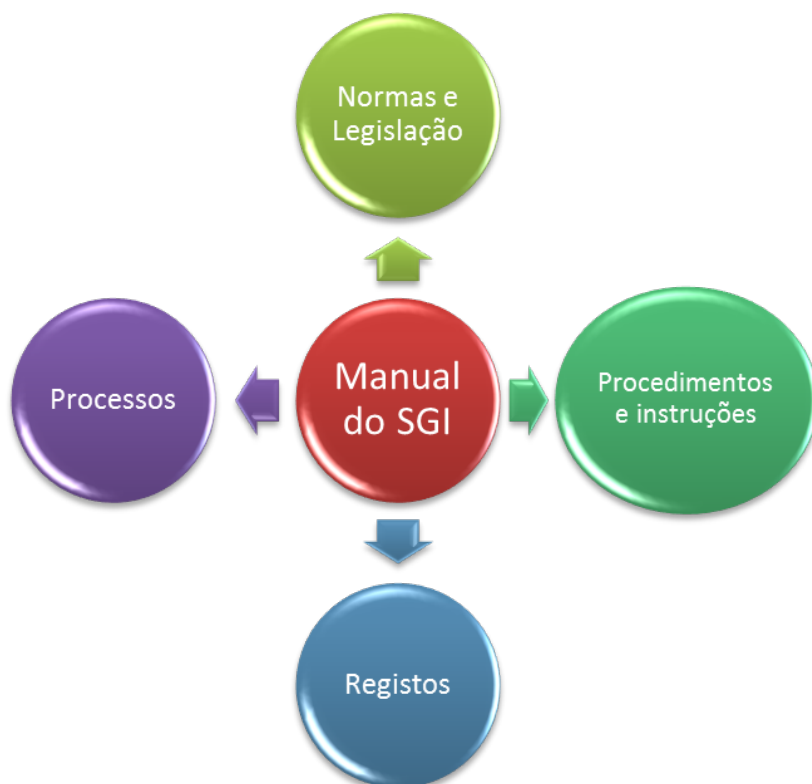 Normas e
Legislação
Processos
Manual
do SGI
Procedimentos
e instruções
Registos